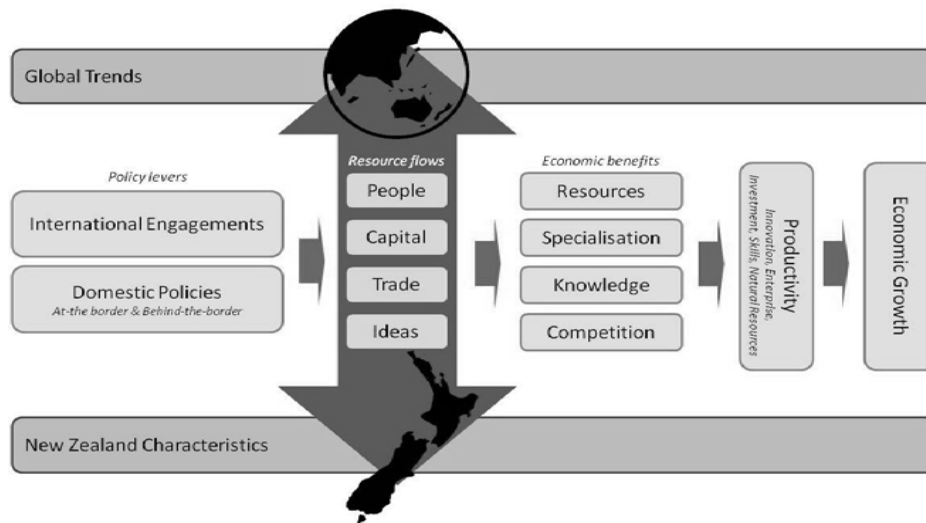 Global Trends
Policy levers
International Engagements
Domestic Policies
At-the border & Behind-the-border
Resource flows
People
Capital
Trade
Ideas
Economic benefits
Resources
Specialisation
Knowledge
Competition
Productivity
Innovation, Enterprise,
Investment, Skills, Natural Resources
Economic Growth
New Zealand Characteristics